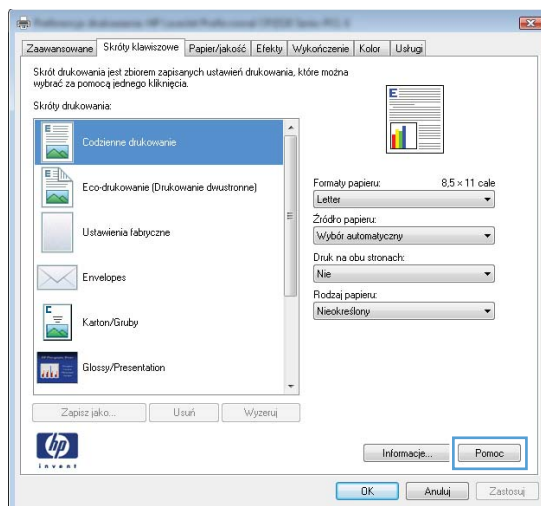 Zaawansowane Skróty klawiszowe Papier/jakość Efekty Wykończenie Kolor Usługi
Skrót drukowania jest zbiorem zapisanych ustawień drukowania, które można
wybrać za pomocą jednego kliknięcia.
Skróty drukowania:
Codzienne drukowanie
Eco-drukowanie (Drukowanie dwustronne)
Ustawienia fabryczne
Envelopes
Karton/Gruby
Glossy/Presentation
Formaty papieru: 8,5 × 11 cale
Letter
Źródło papieru:
Wybór automatyczny
Druk na obu stronach:
Nie
Rodzaj papieru:
Nieokreślony
Zapisz jako... Usuń Wyzeruj
hp
invent
Informacje... Pomoc
OK Anuluj Zastosuj